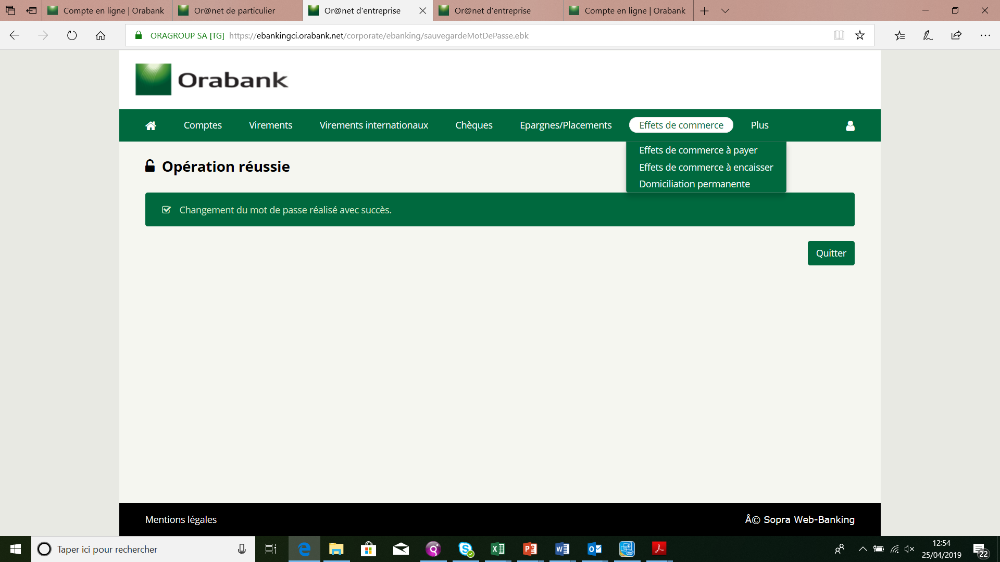 Compte en ligne | Orabank
Or@net de particulier
Or@net d'entreprise
Or@net d'entreprise
Compte en ligne | Orabank
ORAGROUP SA [TG] https://ebankingci.orabank.net/corporate/ebanking/sauvegardeMotDePasse.ebk
Orabank
Comptes
Virements
Virements internationaux
Chèques
Epargnes/Placements
Effets de commerce
Plus
Effets de commerce à payer
Effets de commerce à encaisser
Domiciliation permanente
Opération réussie
Changement du mot de passe réalisé avec succès.
Quitter
Mentions légales
Â© Sopra Web-Banking
Taper ici pour rechercher
12:54
25/04/2019
22